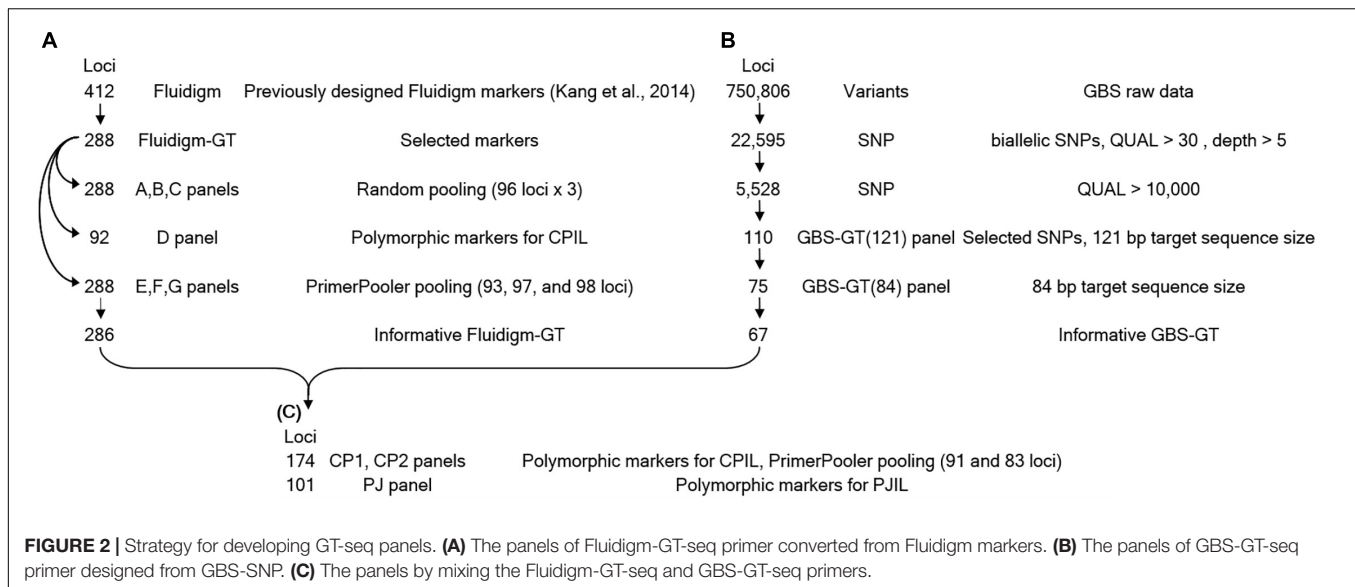 A
Loci
412 Fluidigm Previously designed Fluidigm markers (Kang et al., 2014)
288 Fluidigm-GT Selected markers
288 A,B,C panels Random pooling (96 loci x 3)
92 D panel Polymorphic markers for CPIL
288 E,F,G panels PrimerPooler pooling (93, 97, and 98 loci)
286 Informative Fluidigm-GT
B
Loci
750,806 Variants GBS raw data
22,595 SNP biallelic SNPs, QUAL > 30 , depth > 5
5,528 SNP QUAL > 10,000
110 GBS-GT(121) panel Selected SNPs, 121 bp target sequence size
75 GBS-GT(84) panel 84 bp target sequence size
67 Informative GBS-GT
(C)
Loci
174 CP1, CP2 panels Polymorphic markers for CPIL, PrimerPooler pooling (91 and 83 loci)
101 PJ panel Polymorphic markers for PJIL
FIGURE 2 | Strategy for developing GT-seq panels. (A) The panels of Fluidigm-GT-seq primer converted from Fluidigm markers. (B) The panels of GBS-GT-seq
primer designed from GBS-SNP. (C) The panels by mixing the Fluidigm-GT-seq and GBS-GT-seq primers.